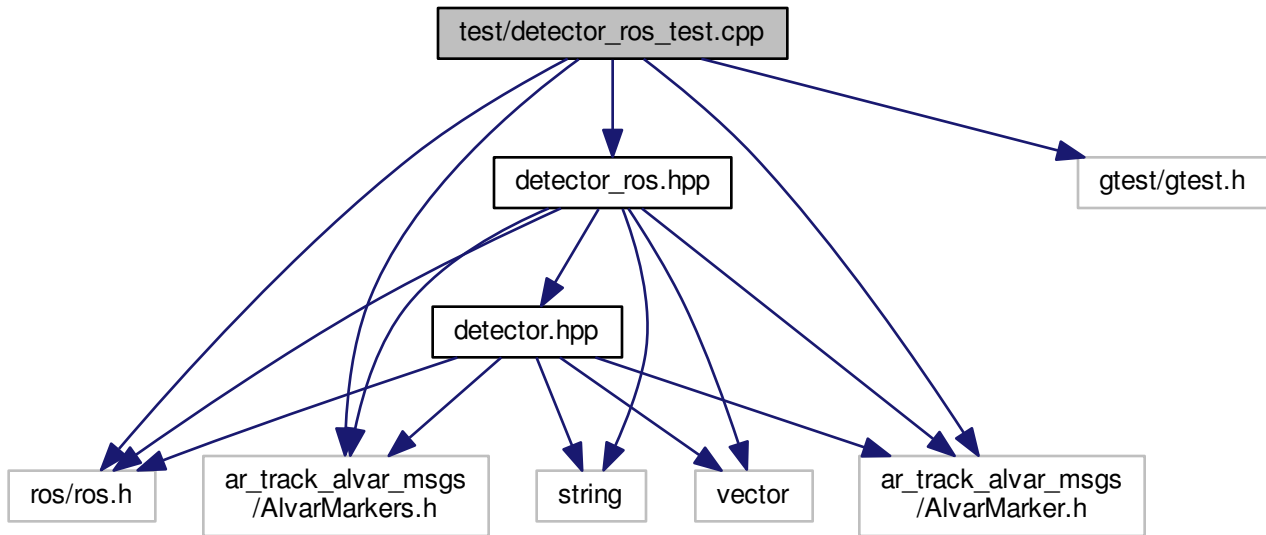 test/detector_ros_test.cpp
detector_ros.hpp
gtest/gtest.h
detector.hpp
ros/ros.h
ar_track_alvar_msgs
/AlvarMarkers.h
string
vector
ar_track_alvar_msgs
/AlvarMarker.h